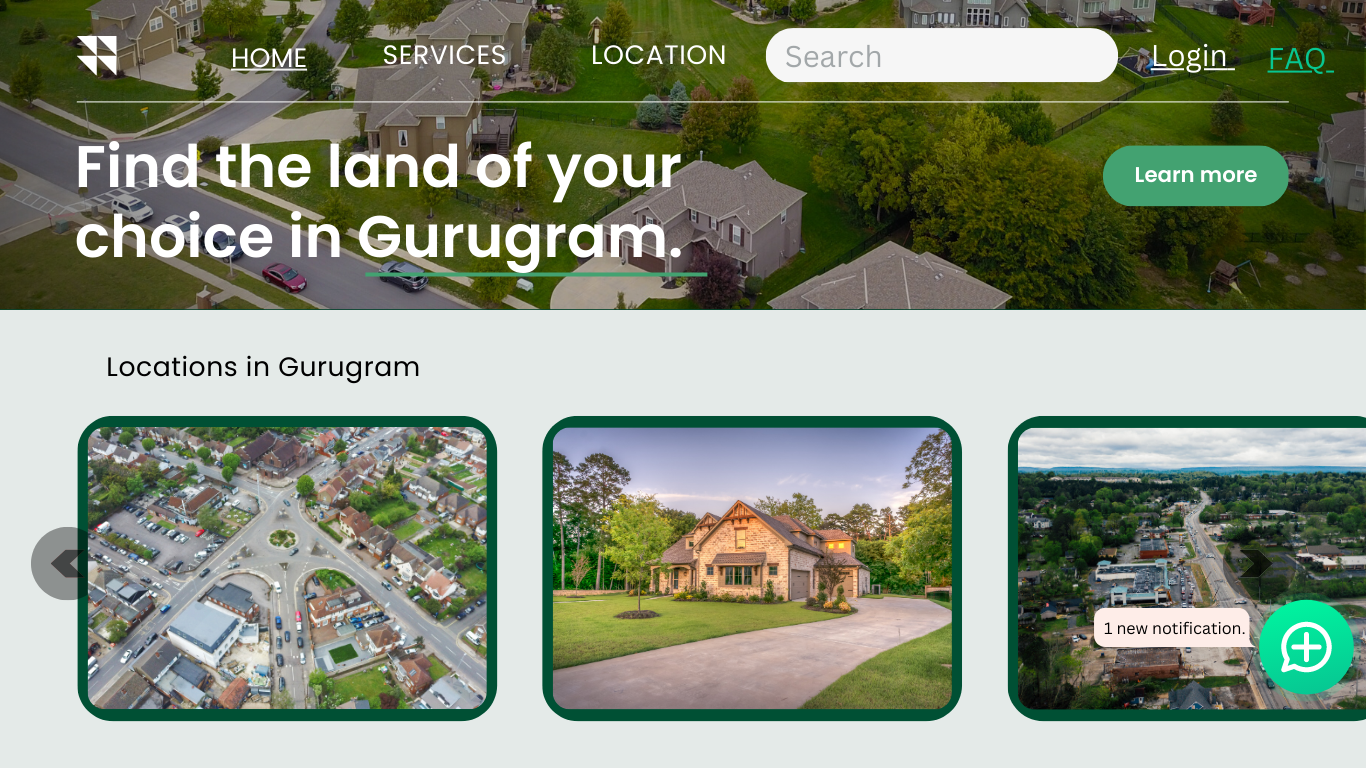 HOME
SERVICES
LOCATION
Search
Login
FAQ
Find the land of your
choice in Gurugram.
Learn more
Locations in Gurugram
1 new notification.